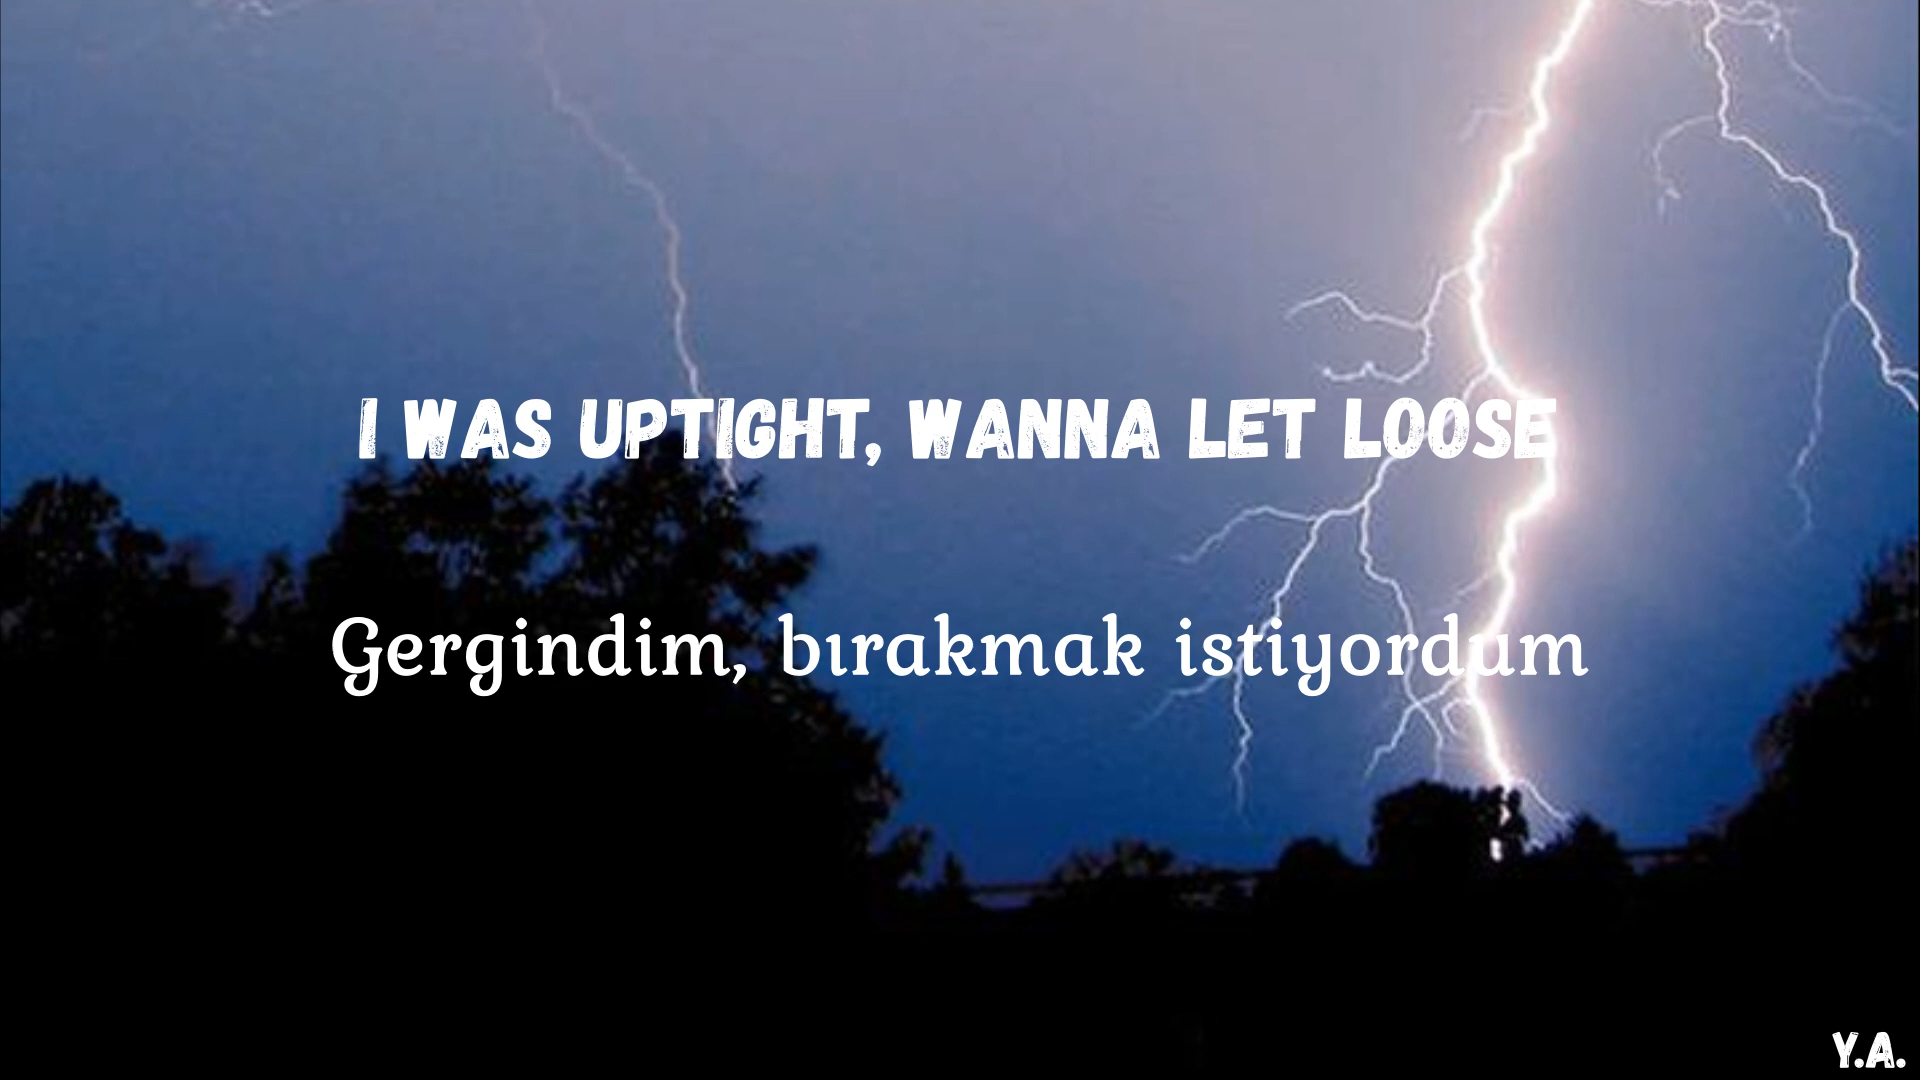 I WAS UPTIGHT, WANNA LET LOOSE
Gergindim, bırakmak istiyordum
Y.A.